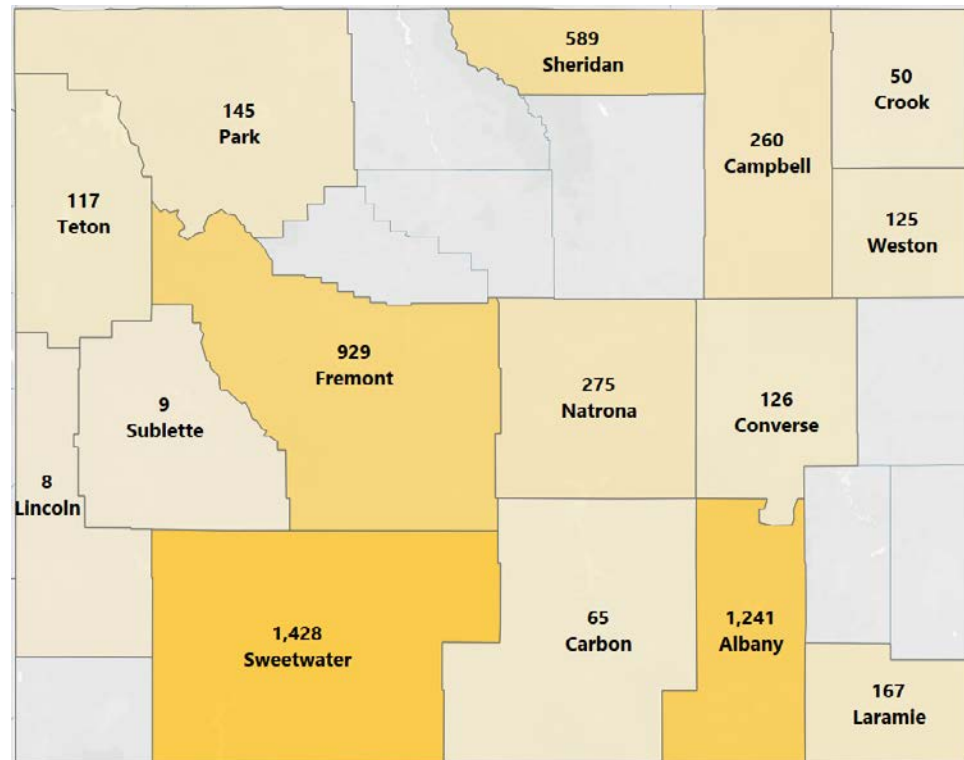 589
Sheridan
50
Crook
145
Park
260
Campbell
117
Teton
125
Weston
929
Fremont
275
Natrona
126
Converse
9
Sublette
8
Lincoln
1,428
Sweetwater
65
Carbon
1,241
Albany
167
Laramie